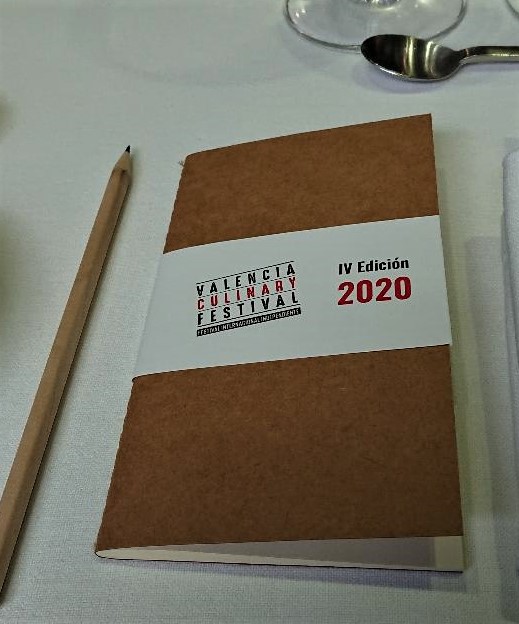 VALENCIA
CULINARY
FESTIVAL
FESTIVAL INTERNACIONAL INDEPENDIENTE
IV Edición
2020